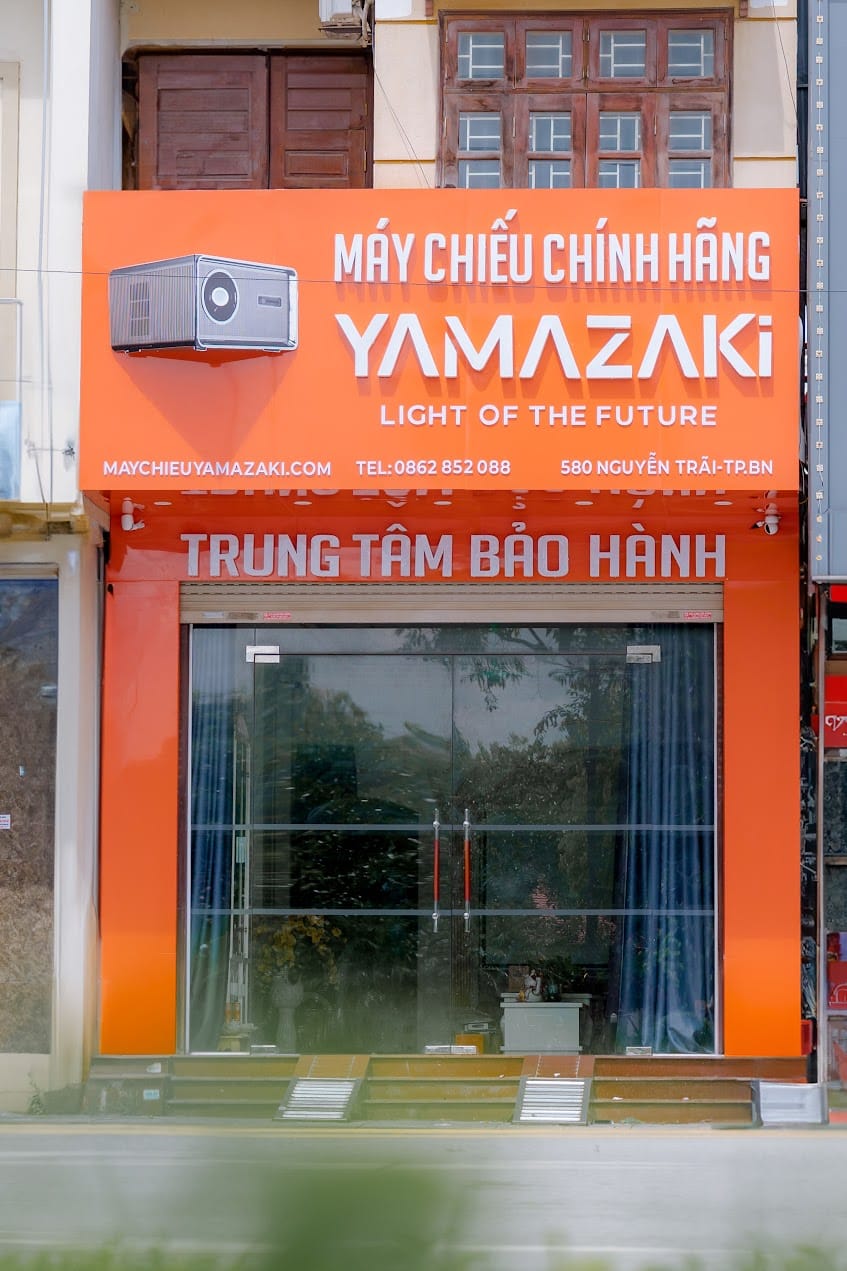 MÁY CHIẾU CHÍNH HÃNG
YAMAZAKi
LIGHT OF THE FUTURE
MAYCHIEUYAMAZAKI.COM TEL: 0862 852 088 580 NGUYỄN TRÃI-TP.BN
TRUNG TÂM BẢO HÀNH